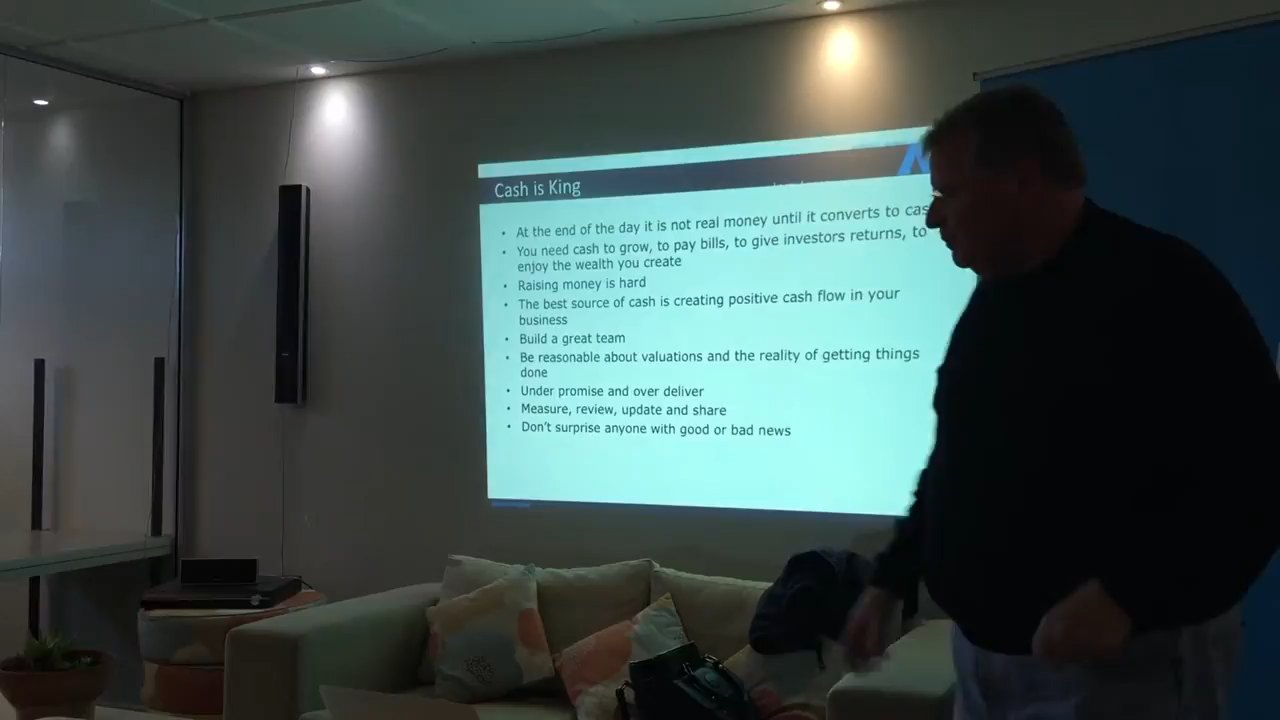 Cash is King
• At the end of the day it is not real money until it converts to cas
• You need cash to grow, to pay bills, to give investors returns, to
enjoy the wealth you create
• Raising money is hard
• The best source of cash is creating positive cash flow in your
business
• Build a great team
• Be reasonable about valuations and the reality of getting things
done
• Under promise and over deliver
• Measure, review, update and share
• Don't surprise anyone with good or bad news